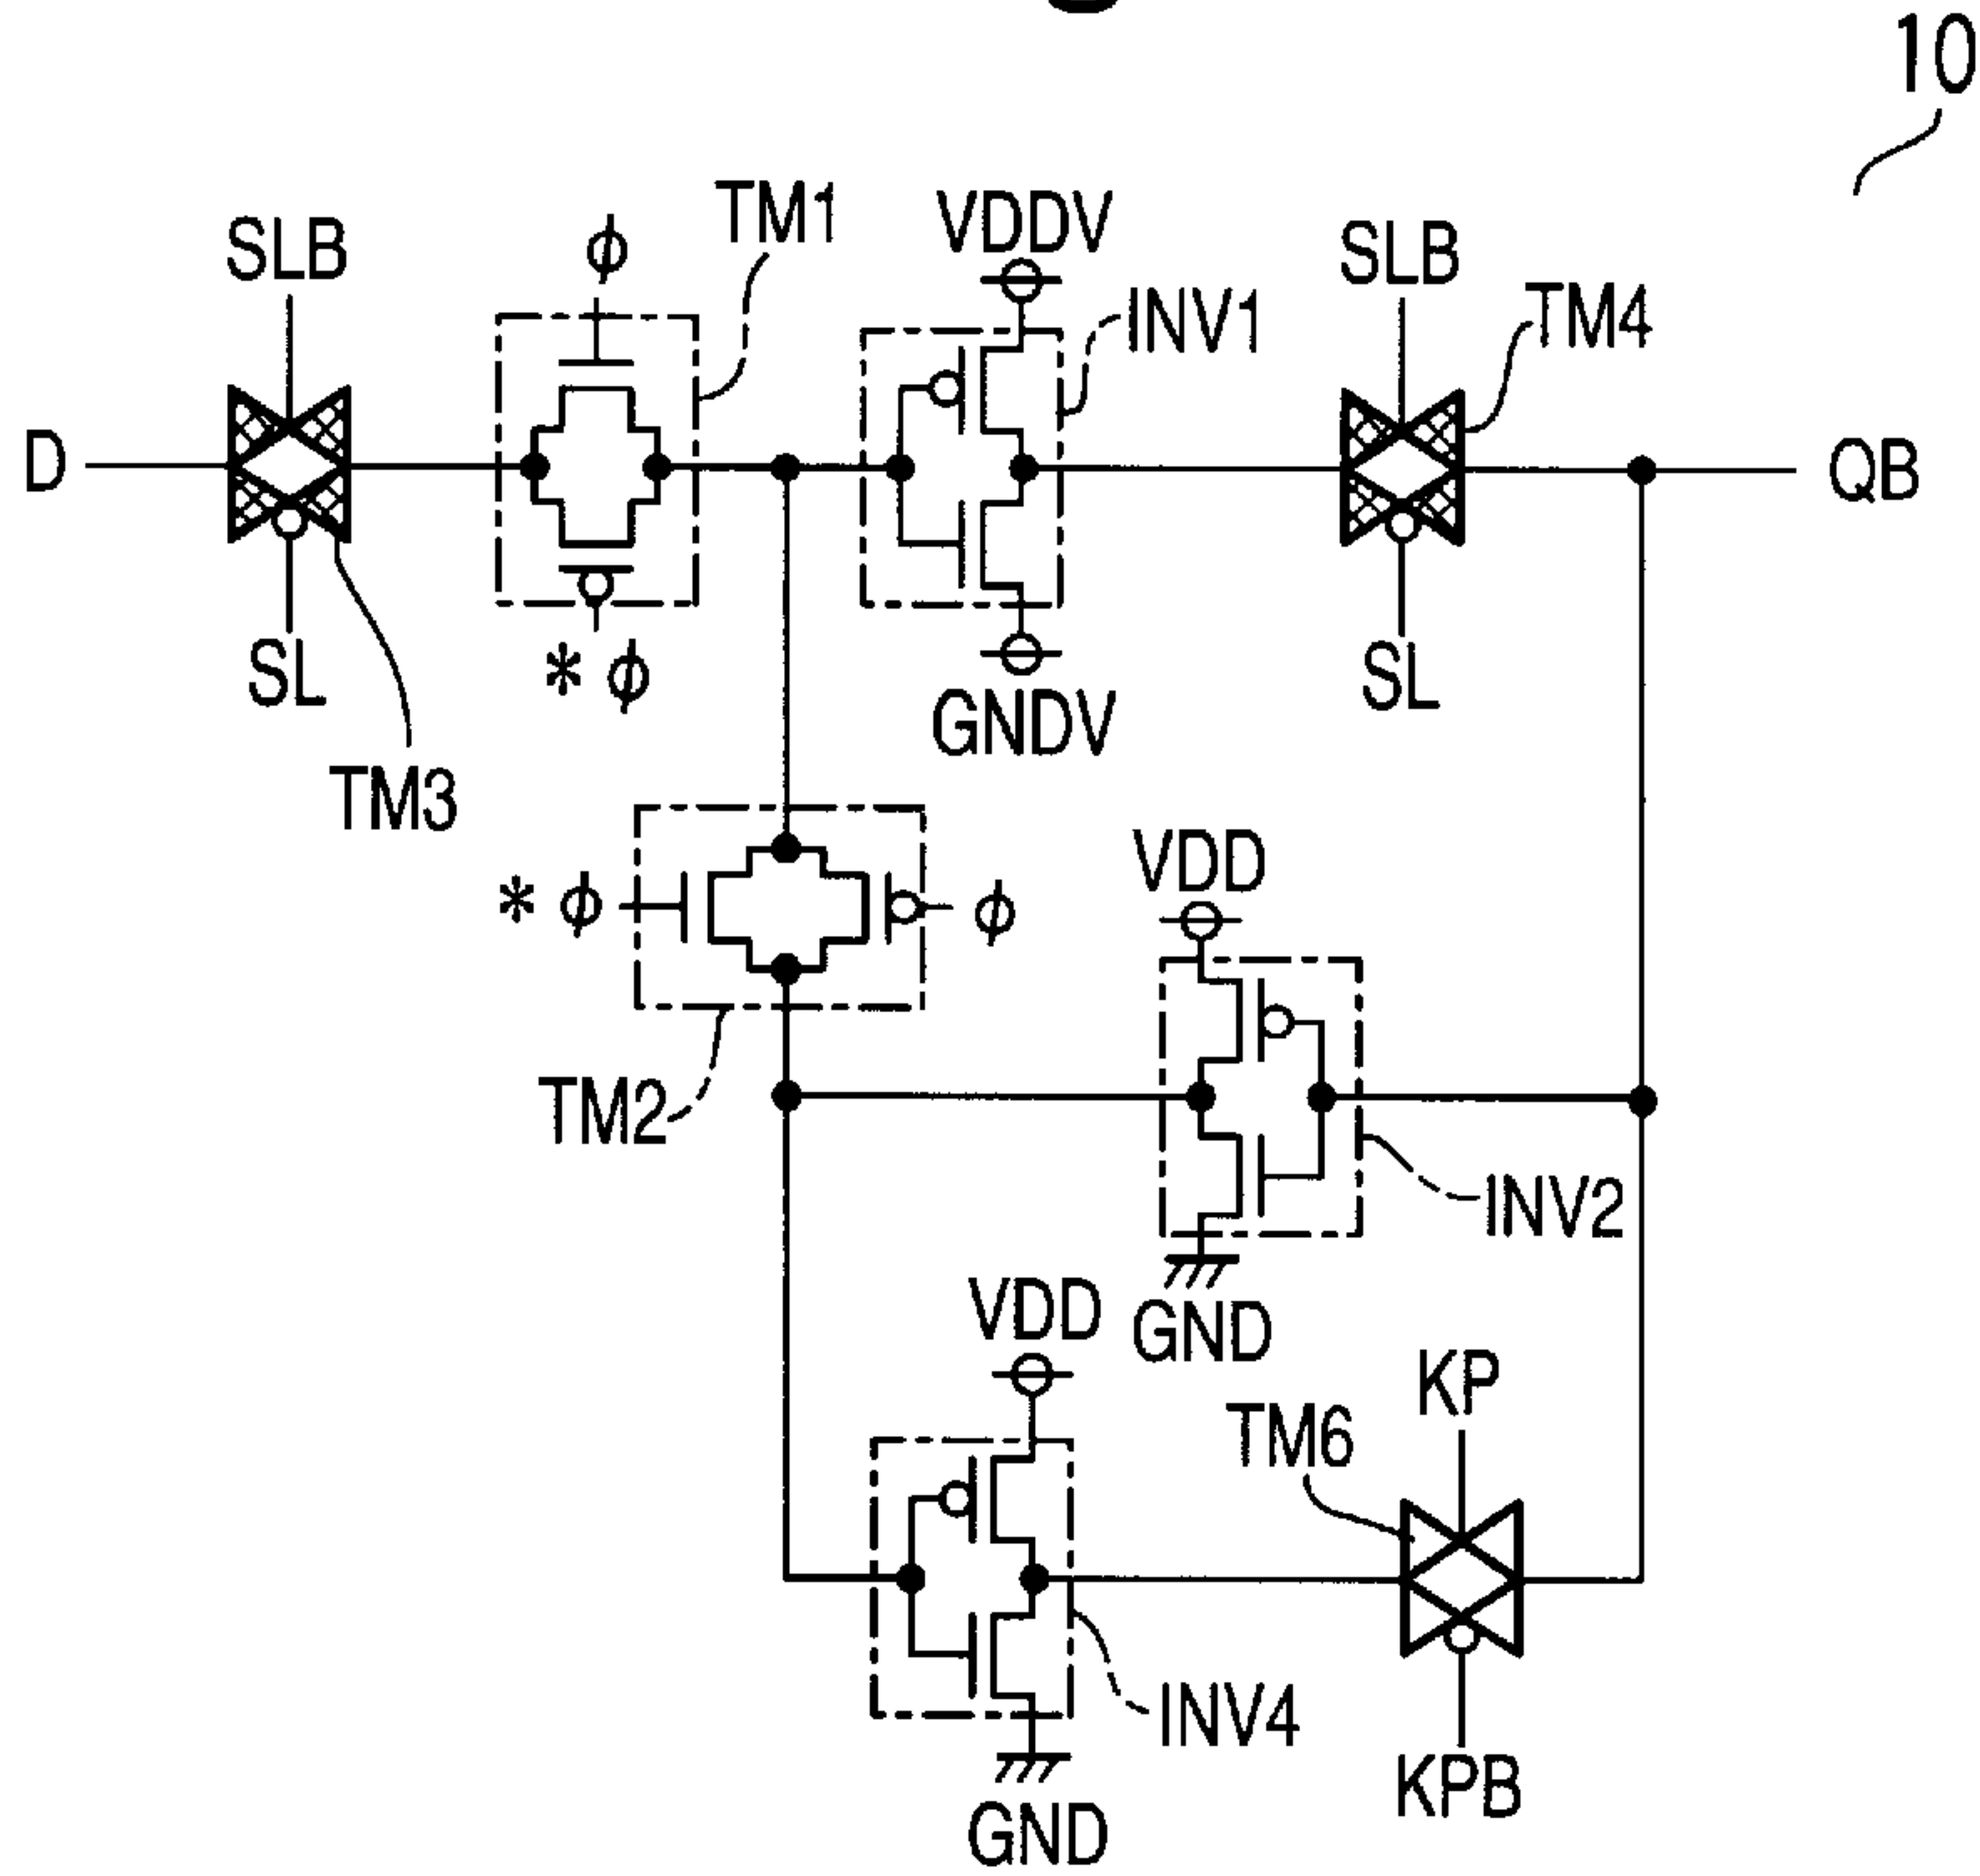 10
SLB
ϕ
TM1
VDDV
INV1
SLB
TM4
D
QB
SL
* ϕ
GNDV
SL
TM3
* ϕ
ϕ
VDD
TM2
INV2
GND
VDD
KP
TM6
INV4
KPB
GND